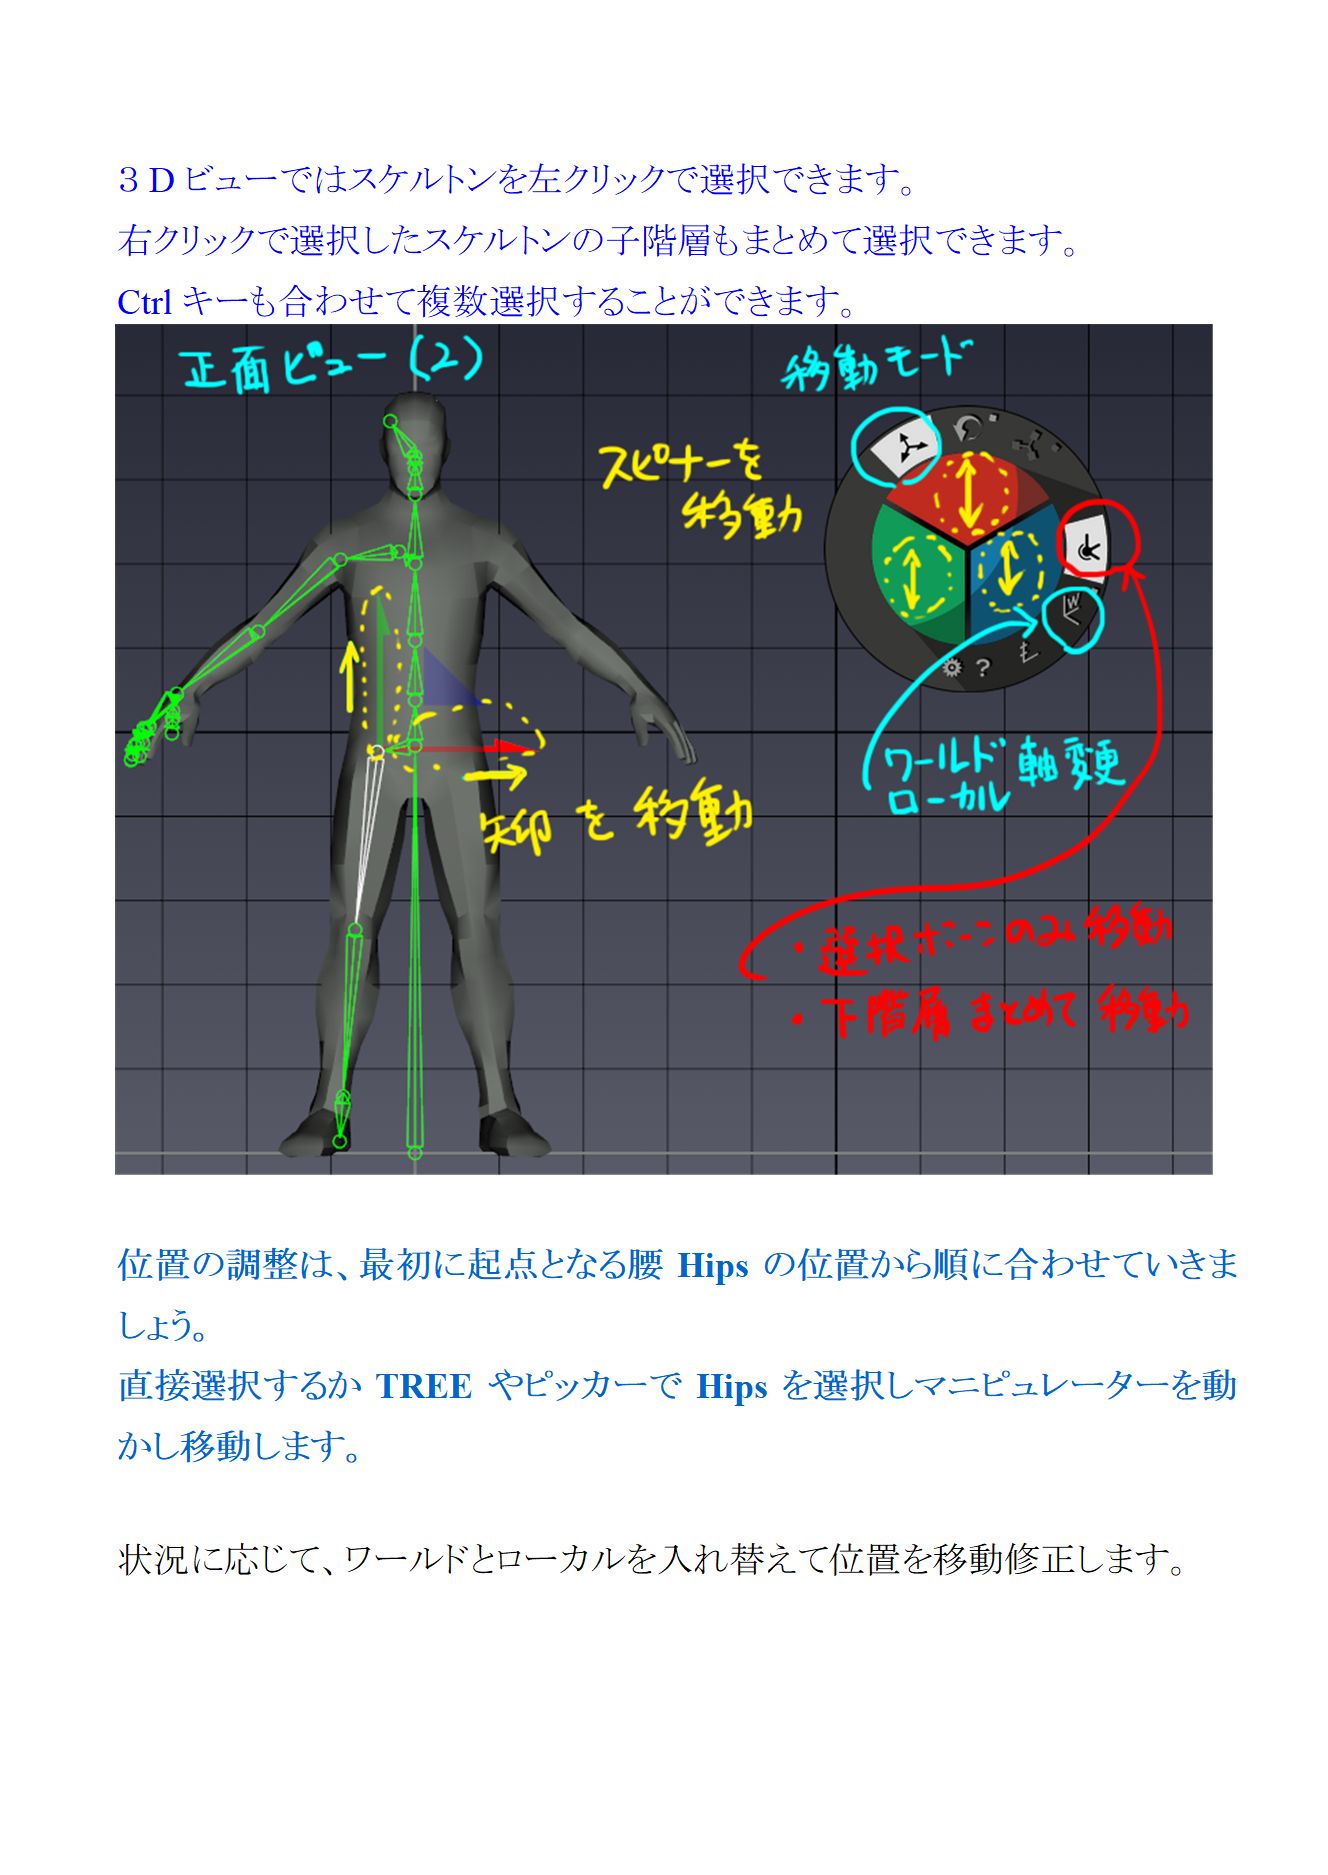 ３Dビューではスケルトンを左クリックで選択できます。
右クリックで選択したスケルトンの子階層もまとめて選択できます。
Ctrlキーも合わせて複数選択することができます。
正面ビュー(2)
移動モード
スピナーを
移動
W
L
?
ワールド
ローカル
軸変更
矢印を移動
・選択ボーンのみ移動
・下階層まとめて移動
位置の調整は、最初に起点となる腰 Hips の位置から順に合わせていきま
しょう。
直接選択するか TREE やピッカーで Hips を選択しマニピュレーターを動
かし移動します。
状況に応じて、ワールドとローカルを入れ替えて位置を移動修正します。